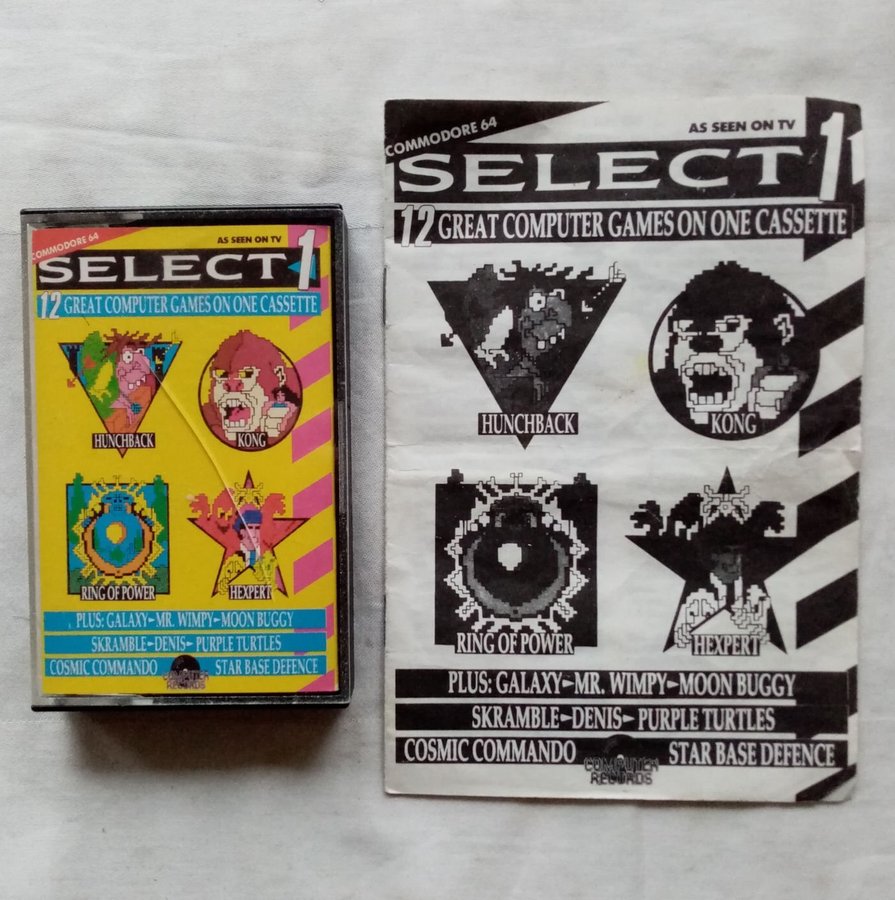 COMMODORE 64
AS SEEN ON TV
SELECT 1
12 GREAT COMPUTER GAMES ON ONE CASSETTE
HUNCHBACK
KONG
RING OF POWER
HEXPERT
PLUS: GALAXY-MR. WIMPY-MOON BUGGY
SKRAMBLE-DENIS-PURPLE TURTLES
COSMIC COMMANDO
STAR BASE DEFENCE
COMPUTER
RECORDS
COMMODORE 64
AS SEEN ON TV
SELECT 1
12 GREAT COMPUTER GAMES ON ONE CASSETTE
HUNCHBACK
KONG
RING OF POWER
HEXPERT
PLUS: GALAXY-MR. WIMPY-MOON BUGGY
SKRAMBLE-DENIS-PURPLE TURTLES
COSMIC COMMANDO
STAR BASE DEFENCE
COMPUTER
RECORDS